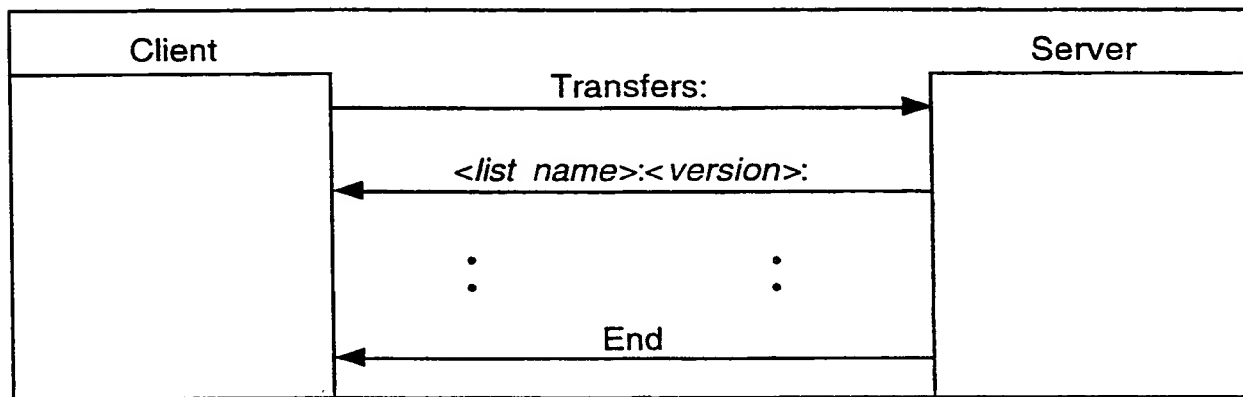 Client Server
Transfers:
<list name>:<version>:
: :
End